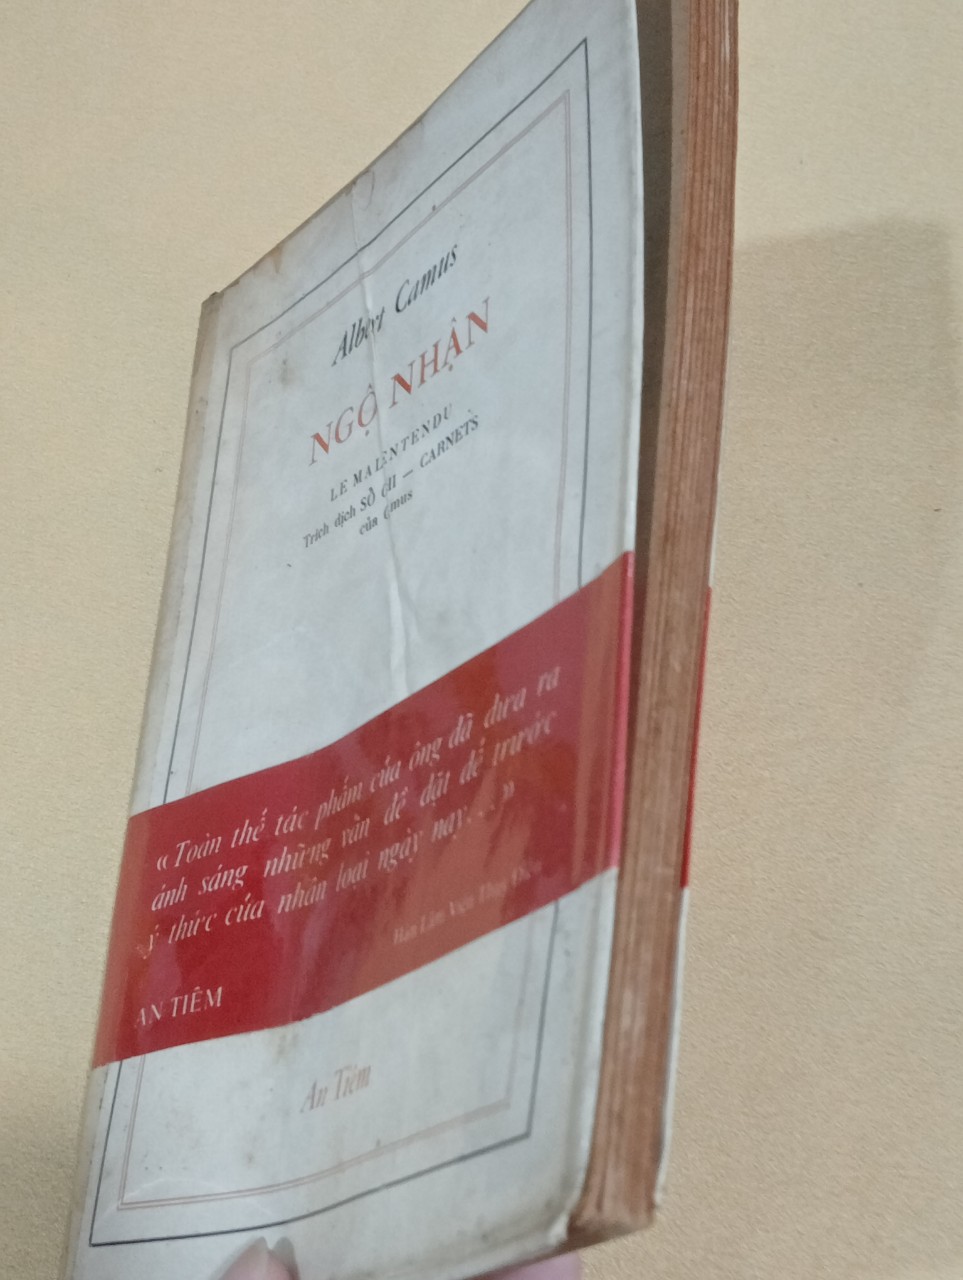 Albert Camus
NGỘ NHẬN
LE MALENTENDU
Trích dịch SỔ GHI — CARNETS
của Camus
«Toàn thể tác phẩm của ông đã đưa ra
ánh sáng những vấn đề đặt để trước
ý thức của nhân loại ngày nay...»
Hàn Lâm Viện Thụy Điển
AN TIÊM
An Tiêm